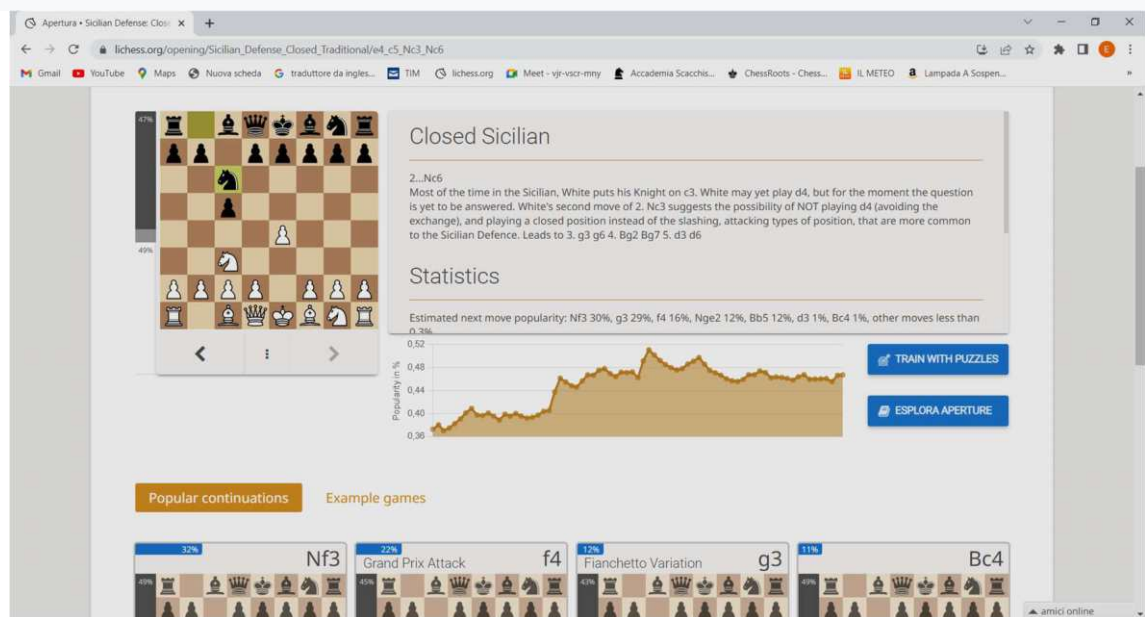 Apertura • Sicilian Defense: Clos
lichess.org/opening/Sicilian_Defense_Closed_Traditional/e4_c5_Nc3_Nc6
E
Gmail YouTube Maps Nuova scheda traduttore da ingles... TIM lichess.org Meet - vjr-vscr-mny Accademia Scacchis... ChessRoots - Chess... IL METEO Lampada A Sospen...
47%
49%
Closed Sicilian
2...Nc6
Most of the time in the Sicilian, White puts his Knight on c3. White may yet play d4, but for the moment the question
is yet to be answered. White's second move of 2. Nc3 suggests the possibility of NOT playing d4 (avoiding the
exchange), and playing a closed position instead of the slashing, attacking types of position, that are more common
to the Sicilian Defence. Leads to 3. g3 g6 4. Bg2 Bg7 5. d3 d6
Statistics
Estimated next move popularity: Nf3 30%, g3 29%, f4 16%, Nge2 12%, Bb5 12%, d3 1%, Bc4 1%, other moves less than
0.3%
Popularity in %
0,52
0,48
0,44
0,40
0,36
TRAIN WITH PUZZLES
ESPLORA APERTURE
Popular continuations Example games
32% Nf3
49%
22% Grand Prix Attack f4
45%
12% Fianchetto Variation g3
43%
11% Bc4
49%
amici online